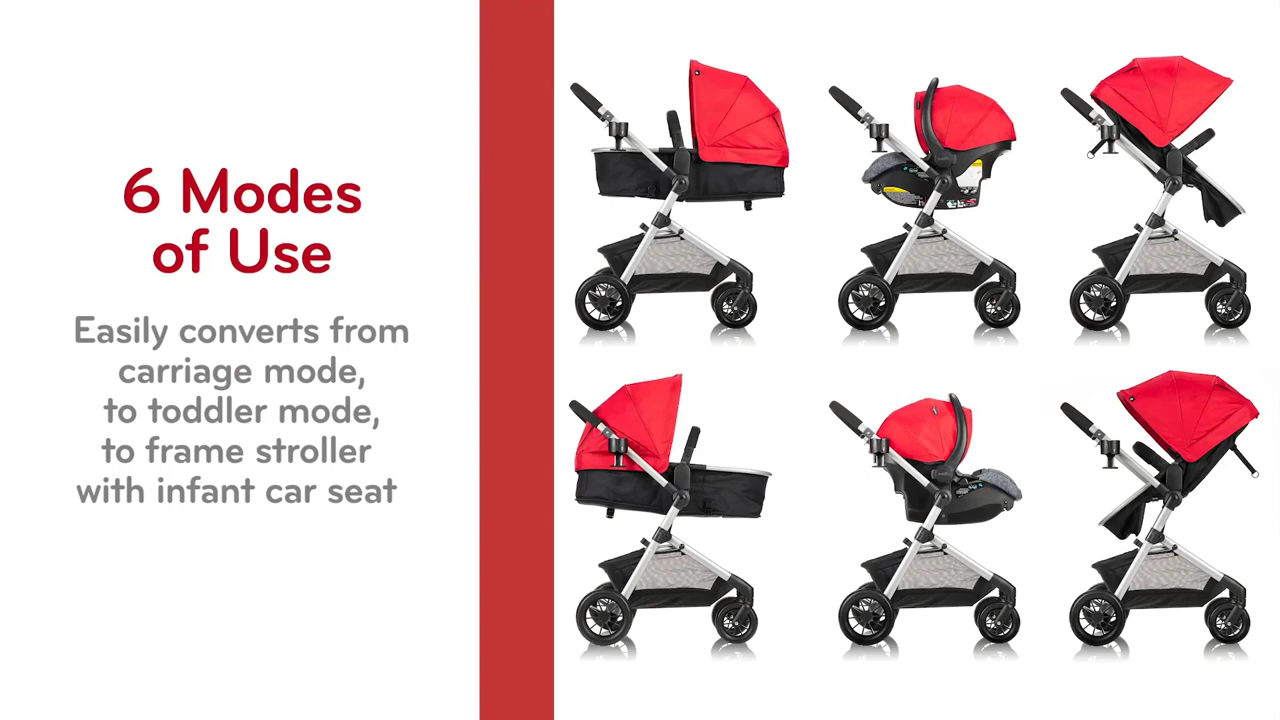 6 Modes
of Use
Easily converts from
carriage mode,
to toddler mode,
to frame stroller
with infant car seat